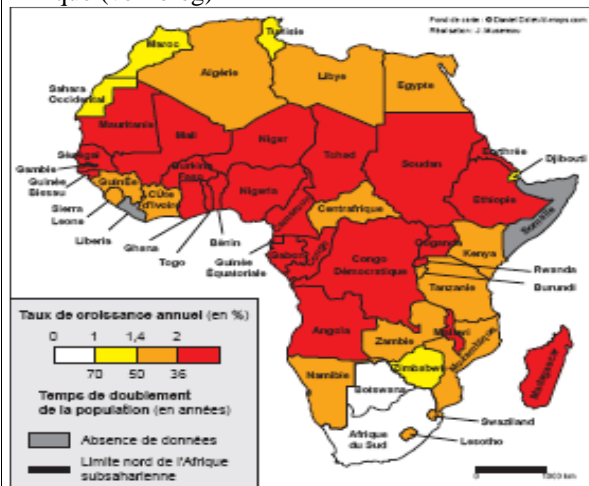 Fond de carte : © Daniel Dalet/d-maps.com
Réalisation : J.
Maroc
Tunisie
Algérie
Libye
Egypte
Sahara
Occidental
Mauritanie
Mali
Niger
Tchad
Soudan
Erythrée
Djibouti
Sénégal
Gambie
Guinée
Bissau
Guinée
Burkina
Faso
Côte
d'Ivoire
Nigeria
Cameroun
Centrafrique
Ethiopie
Somalie
Sierra
Leone
Liberia
Ghana
Togo
Bénin
Guinée
Équatoriale
Gabon
Congo
Congo
Démocratique
Ouganda
Kenya
Rwanda
Burundi
Tanzanie
Angola
Zambie
Malawi
Mozambique
Zimbabwe
Madagascar
Namibie
Botswana
Swaziland
Lesotho
Afrique
du Sud
Taux de croissance annuel (en %)
0 1 1,4 2
70 50 36
Temps de doublement
de la population (en années)
Absence de données
Limite nord de l'Afrique
subsaharienne
1000 km